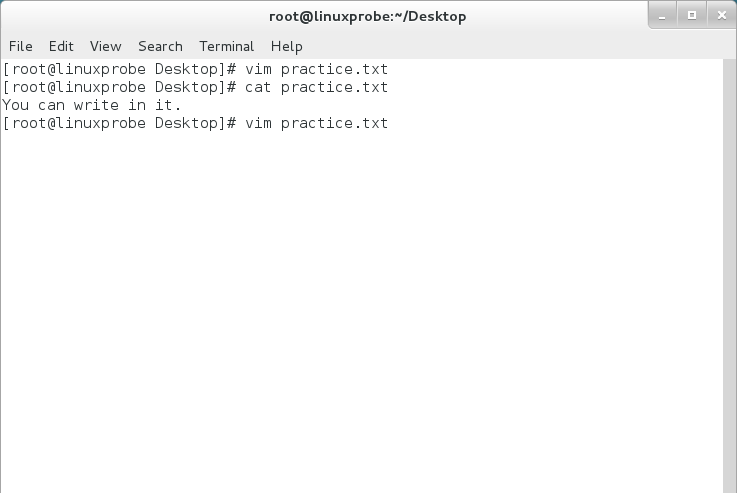 root@linuxprobe:~/Desktop
File Edit View Search Terminal Help
[root@linuxprobe Desktop]# vim practice.txt
[root@linuxprobe Desktop]# cat practice.txt
You can write in it.
[root@linuxprobe Desktop]# vim practice.txt